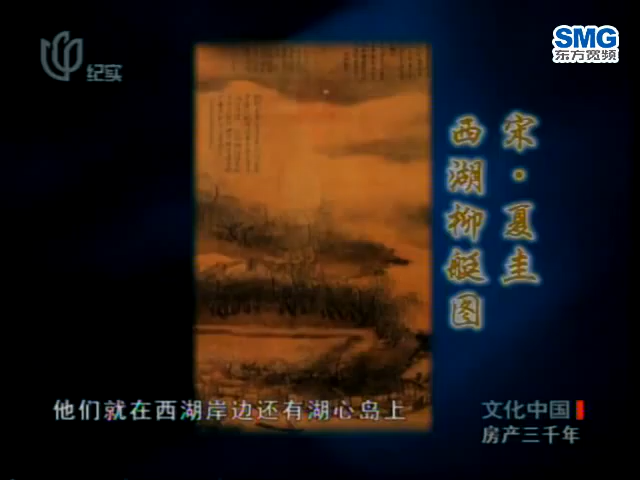 纪实
SMG
东方宽频
宋·夏圭
西湖柳艇图
他们就在西湖岸边还有湖心岛上
文化中国
房产三千年